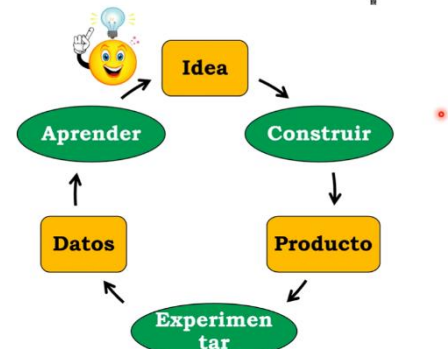 Idea
Aprender
Construir
Datos
Producto
Experimen
tar